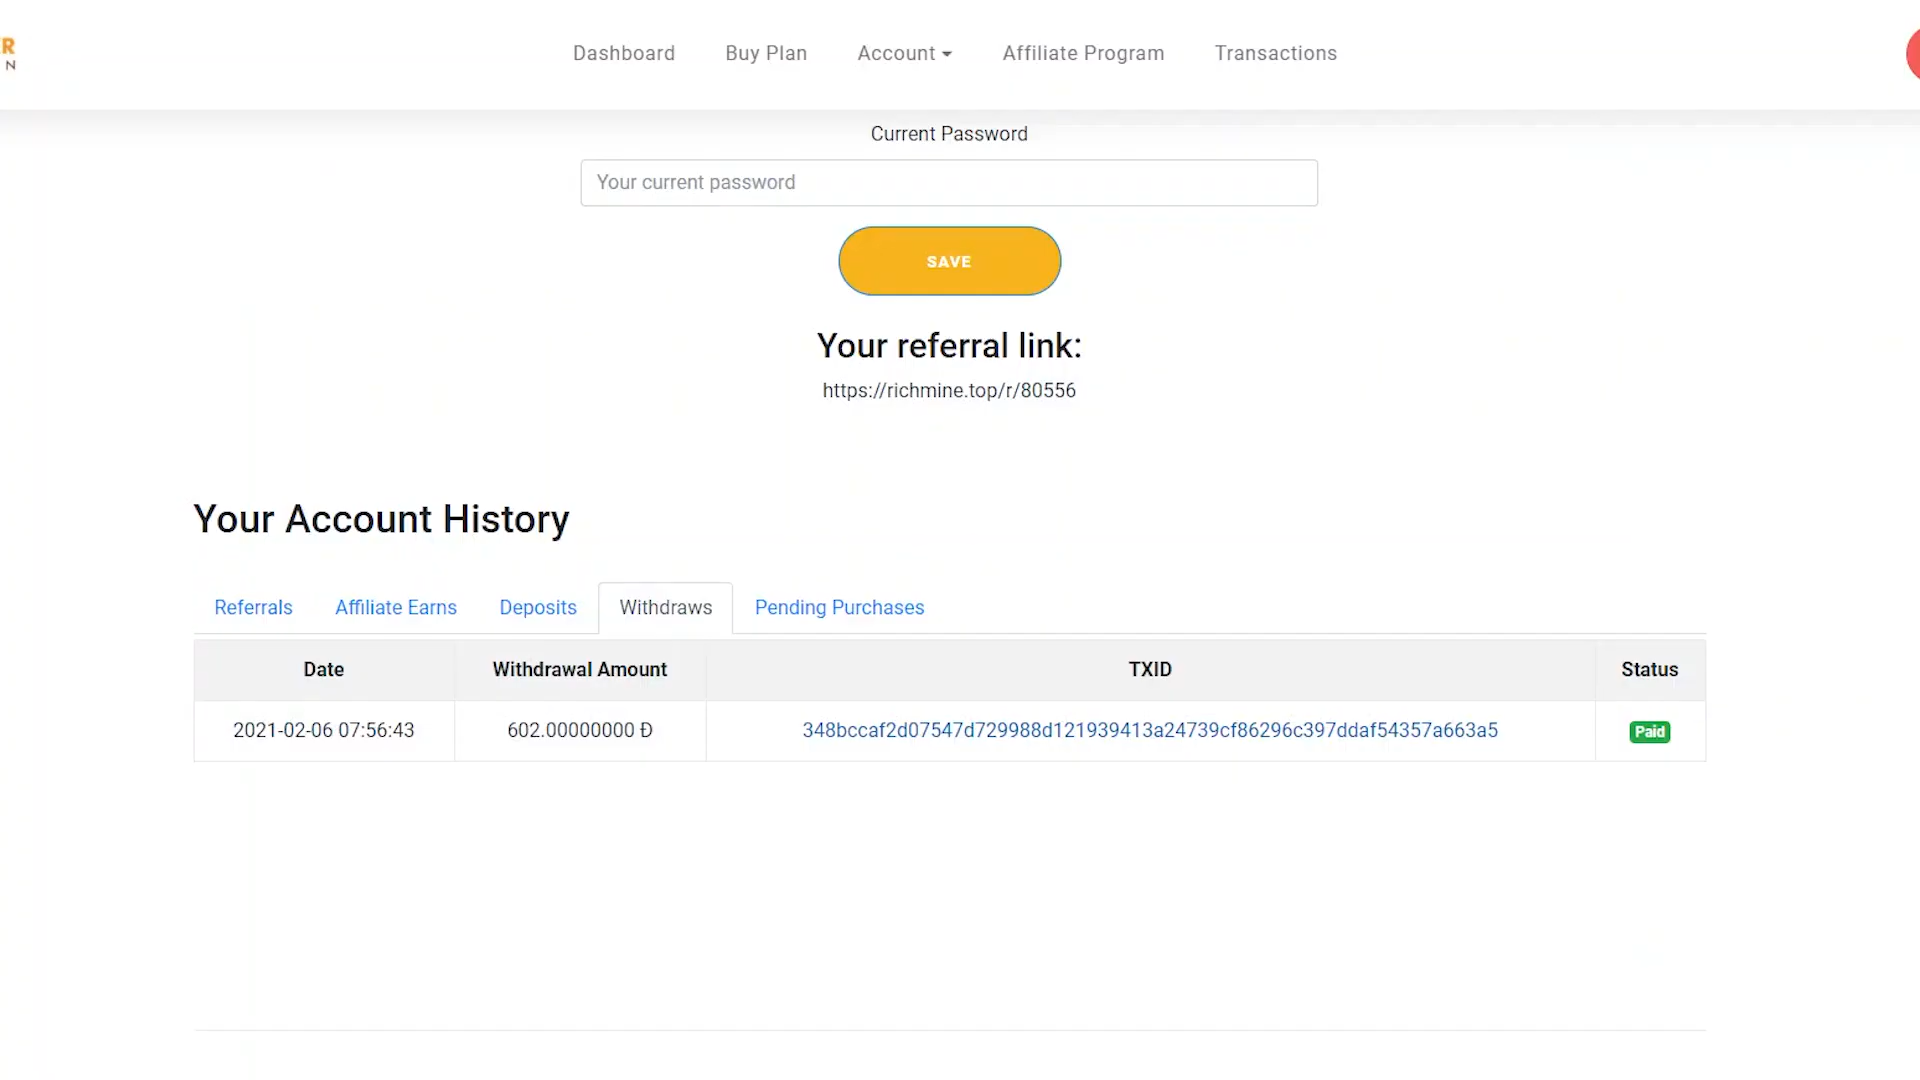 R
N
Dashboard Buy Plan Account Affiliate Program Transactions
Current Password
Your current password
SAVE
Your referral link:
https://richmine.top/r/80556
Your Account History
Referrals Affiliate Earns Deposits Withdraws Pending Purchases
Date Withdrawal Amount TXID Status
2021-02-06 07:56:43 602.00000000 Đ 348bccaf2d07547d729988d121939413a24739cf86296c397ddaf54357a663a5 Paid